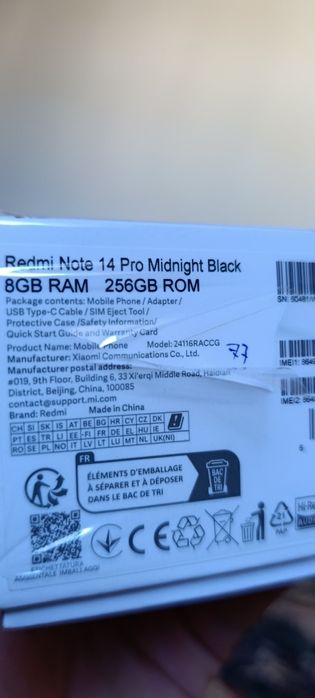 Redmi Note 14 Pro Midnight Black
8GB RAM 256GB ROM
Package contents: Mobile Phone / Adapter /
USB Type-C Cable / SIM Eject Tool /
Protective Case /Safety Information/
Quick Start Guide and Warranty Card
Product Name: Mobile Phone Model: 24116RACCG
Manufacturer: Xiaomi Communications Co., Ltd.
77
Manufacturer postal address:
#019, 9th Floor, Building 6, 33 Xi'erqi Middle Road, Haidian
District, Beijing, China, 100085
contact@support.mi.com
Brand: Redmi Made in China
CH SI SK IS AT BE BG HR CY CZ DK
PT ES TR LI EE FI FR DE EL HU IE
RO SE PL NO IT LV LT LU MT NL UK(NI)
SN:
IMEI1:
IMEI2:
FR
ÉLÉMENTS D'EMBALLAGE
À SÉPARER ET À DÉPOSER
DANS LE BAC DE TRI
BAC
DE
TRI
ETICHETTATURA
AMBIENTALE IMBALLAGGI
CE
PAP